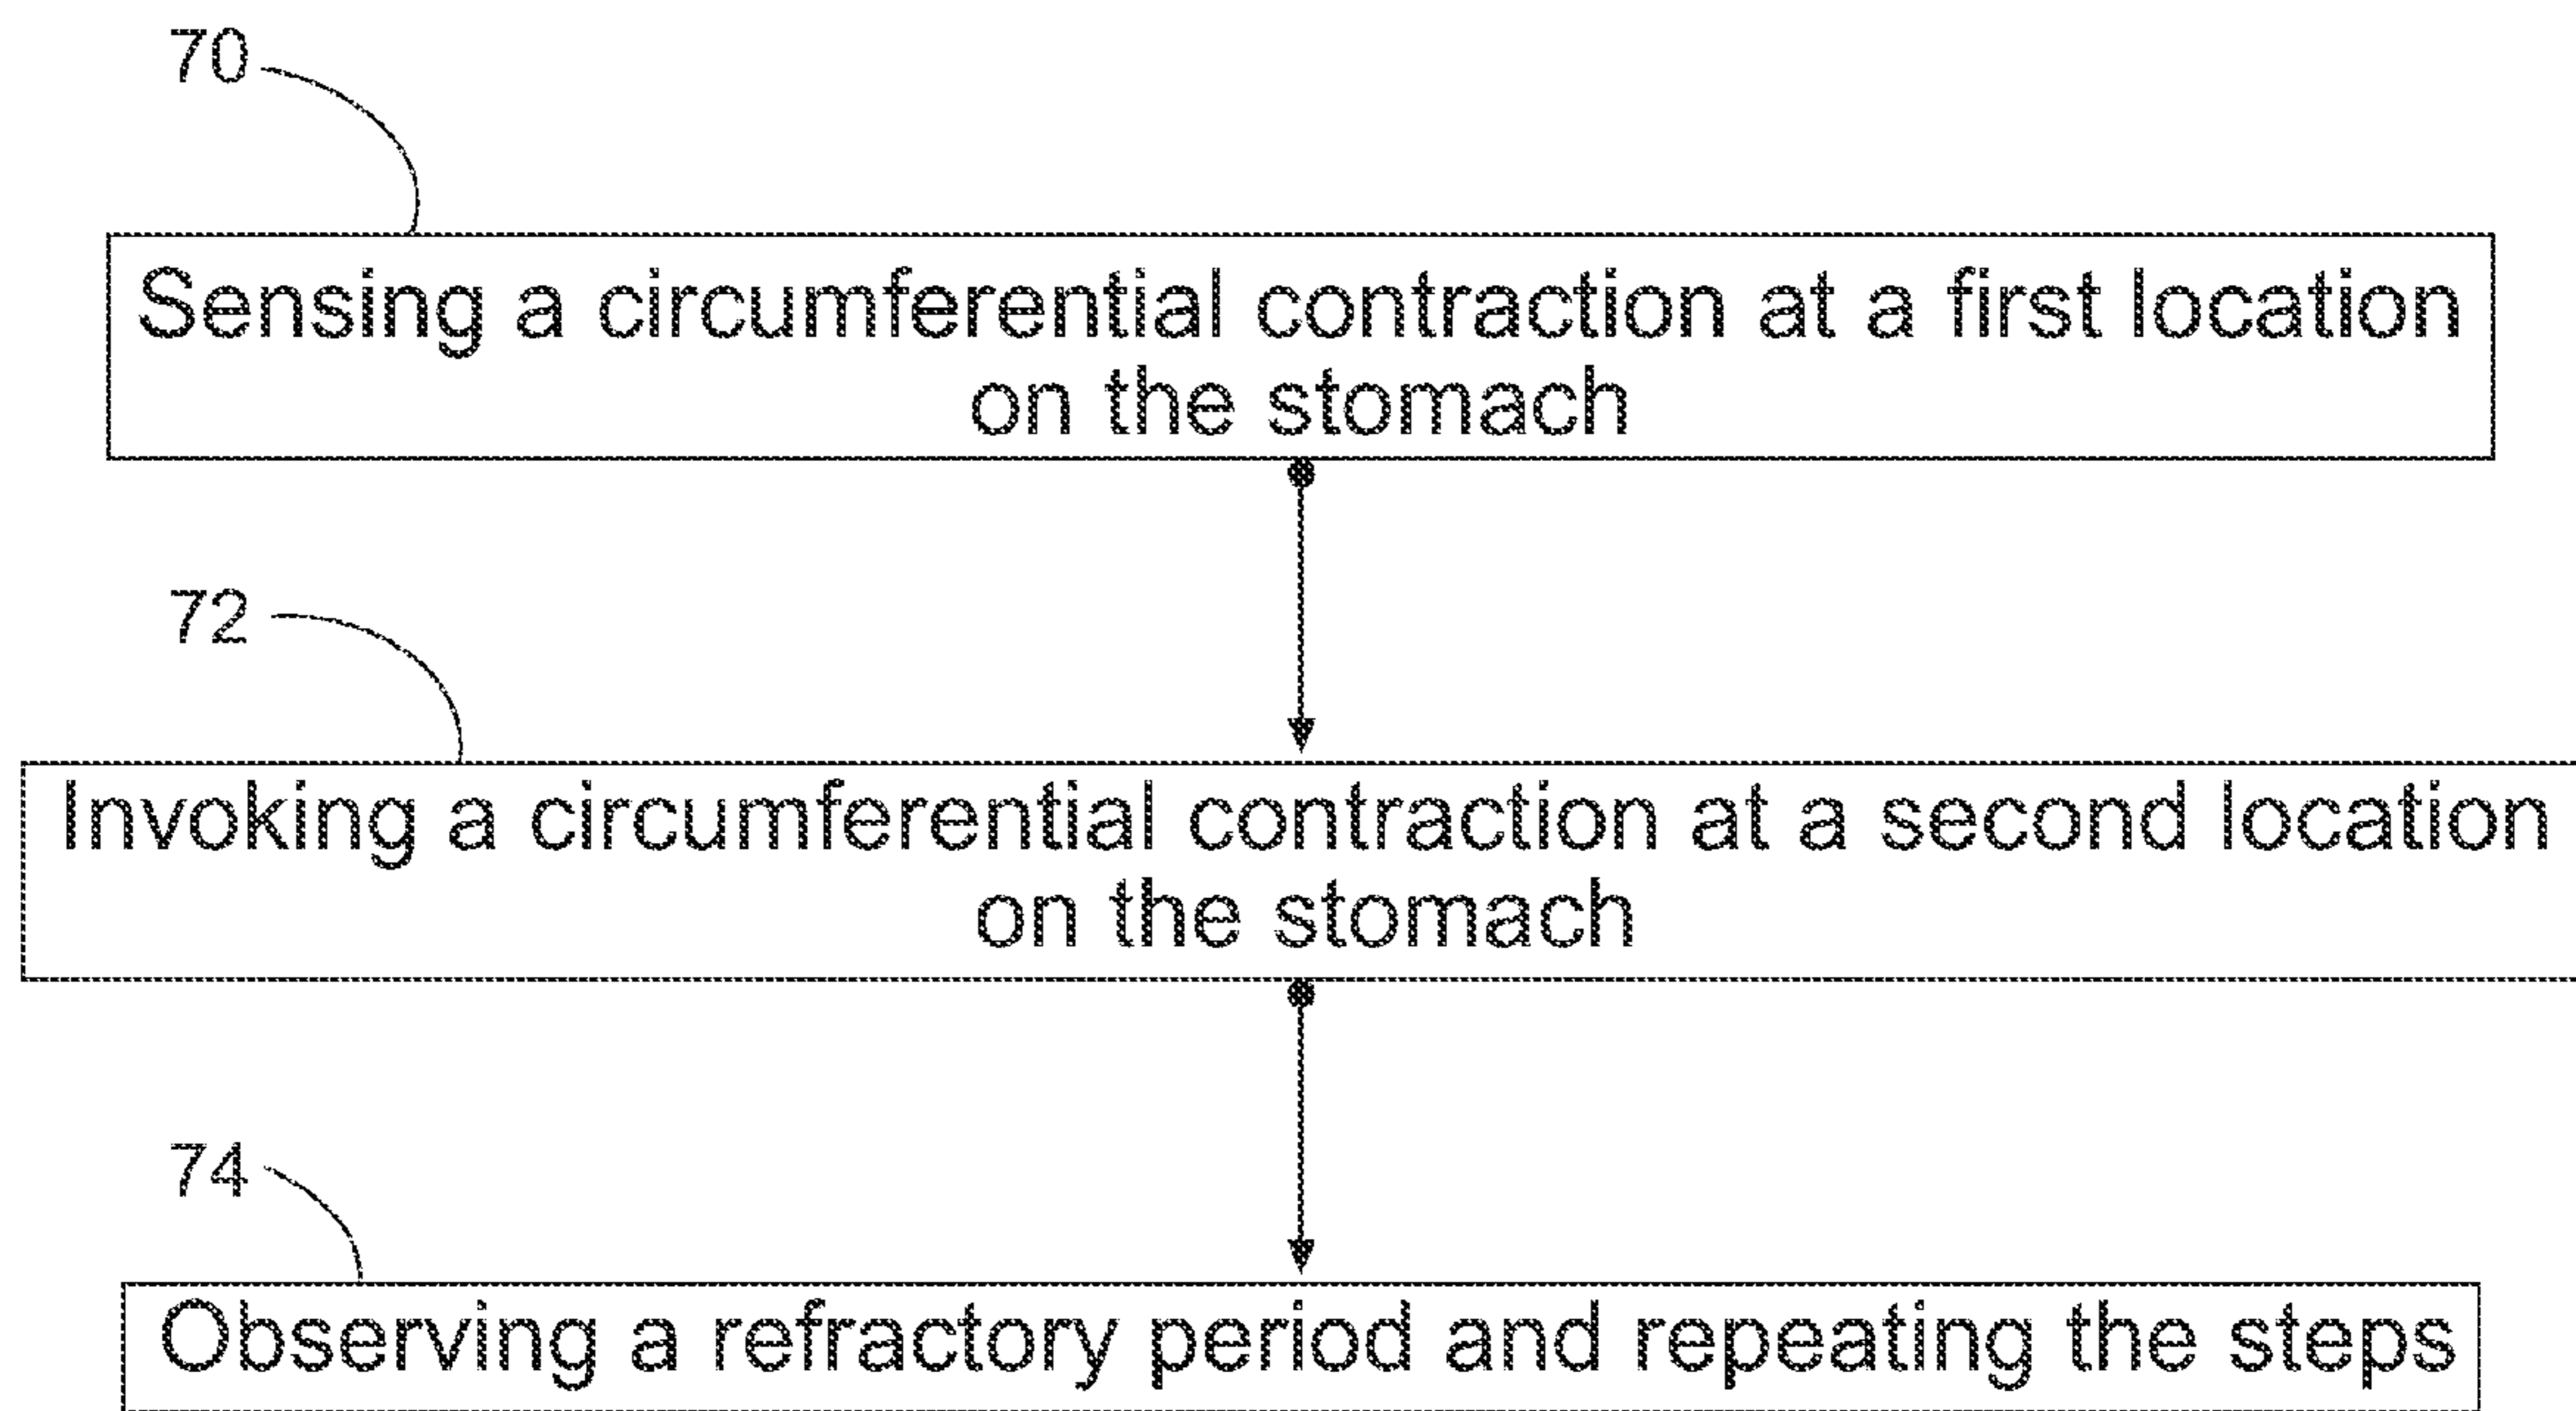 70
Sensing a circumferential contraction at a first location
on the stomach
72
Invoking a circumferential contraction at a second location
on the stomach
74
Observing a refractory period and repeating the steps